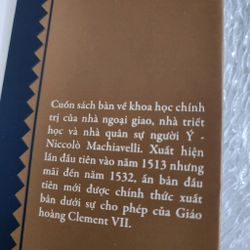 Cuốn sách bàn về khoa học chính
trị của nhà ngoại giao, nhà triết
học và nhà quân sự người Ý -
Niccolò Machiavelli. Xuất hiện
lần đầu tiên vào năm 1513 nhưng
mãi đến năm 1532, ấn bản đầu
tiên mới được chính thức xuất
bản dưới sự cho phép của Giáo
hoàng Clement VII.